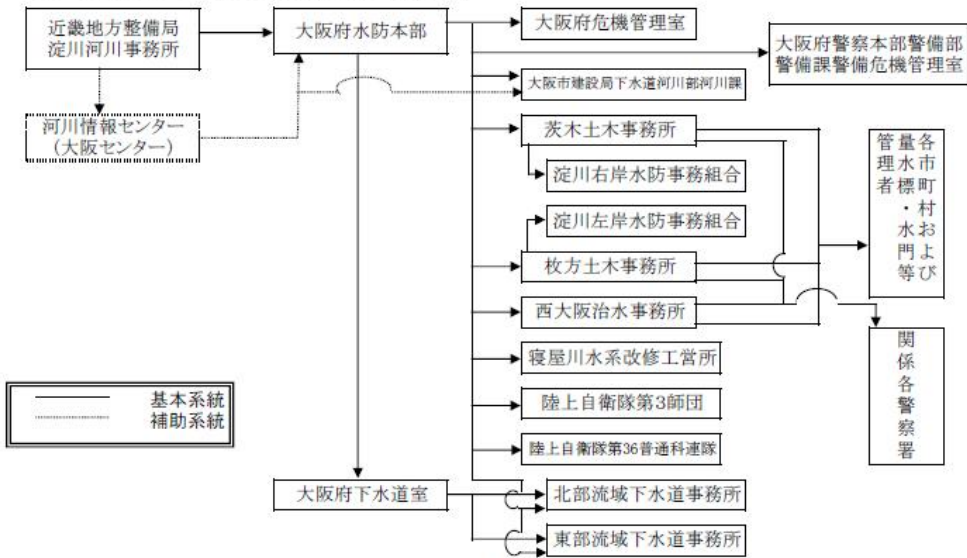 近畿地方整備局
淀川河川事務所
大阪府水防本部
大阪府危機管理室
大阪府警察本部警備部
警備課警備危機管理室
大阪市建設局下水道河川部河川課
河川情報センター
(大阪センター)
茨木土木事務所
淀川右岸水防事務組合
淀川左岸水防事務組合
枚方土木事務所
西大阪治水事務所
各市町村および
量水標・水門等
管理者
寝屋川水系改修工営所
関係各警察署
基本系統
補助系統
陸上自衛隊第3師団
陸上自衛隊第36普通科連隊
大阪府下水道室
北部流域下水道事務所
東部流域下水道事務所